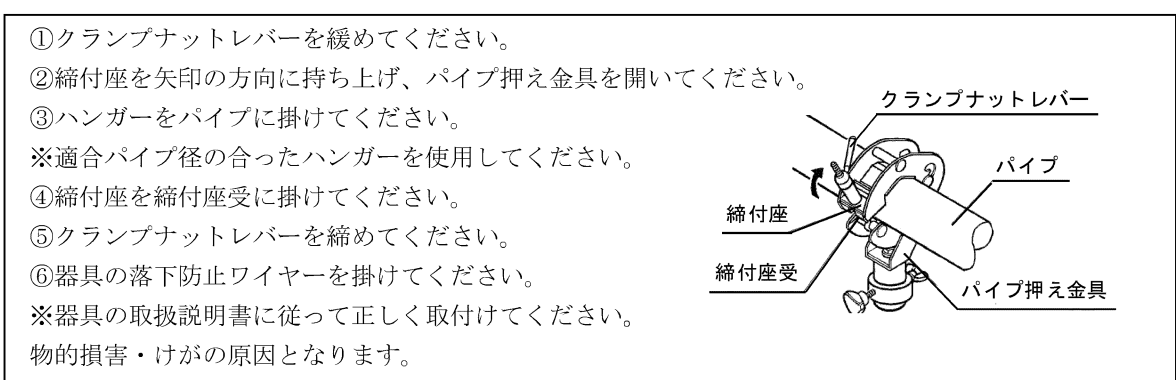 ①クランプナットレバーを緩めてください。
②締付座を矢印の方向に持ち上げ、パイプ押え金具を開いてください。
③ハンガーをパイプに掛けてください。
※適合パイプ径の合ったハンガーを使用してください。
④締付座を締付座受に掛けてください。
⑤クランプナットレバーを締めてください。
⑥器具の落下防止ワイヤーを掛けてください。
※器具の取扱説明書に従って正しく取付けてください。
物的損害・けがの原因となります。
クランプナットレバー
パイプ
締付座
締付座受
パイプ押え金具